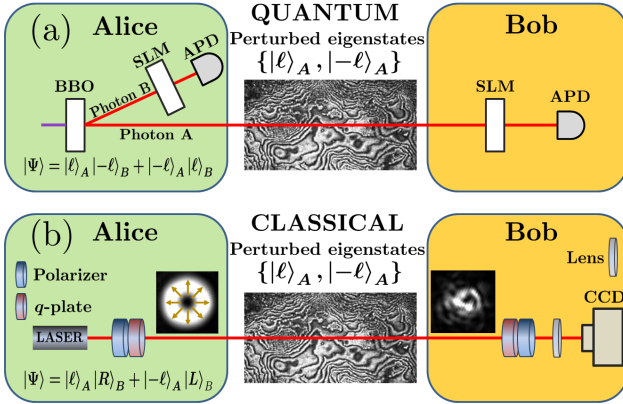 (a) Alice
QUANTUM
Bob
Perturbed eigenstates
{|ℓ⟩_A, |−ℓ⟩_A}
BBO
SLM
APD
Photon B
Photon A
SLM
APD
|Ψ⟩ = |ℓ⟩_A |−ℓ⟩_B + |−ℓ⟩_A |ℓ⟩_B
(b) Alice
CLASSICAL
Bob
Perturbed eigenstates
{|ℓ⟩_A, |−ℓ⟩_A}
Polarizer
q-plate
LASER
Lens
CCD
|Ψ⟩ = |ℓ⟩_A |R⟩_B + |−ℓ⟩_A |L⟩_B